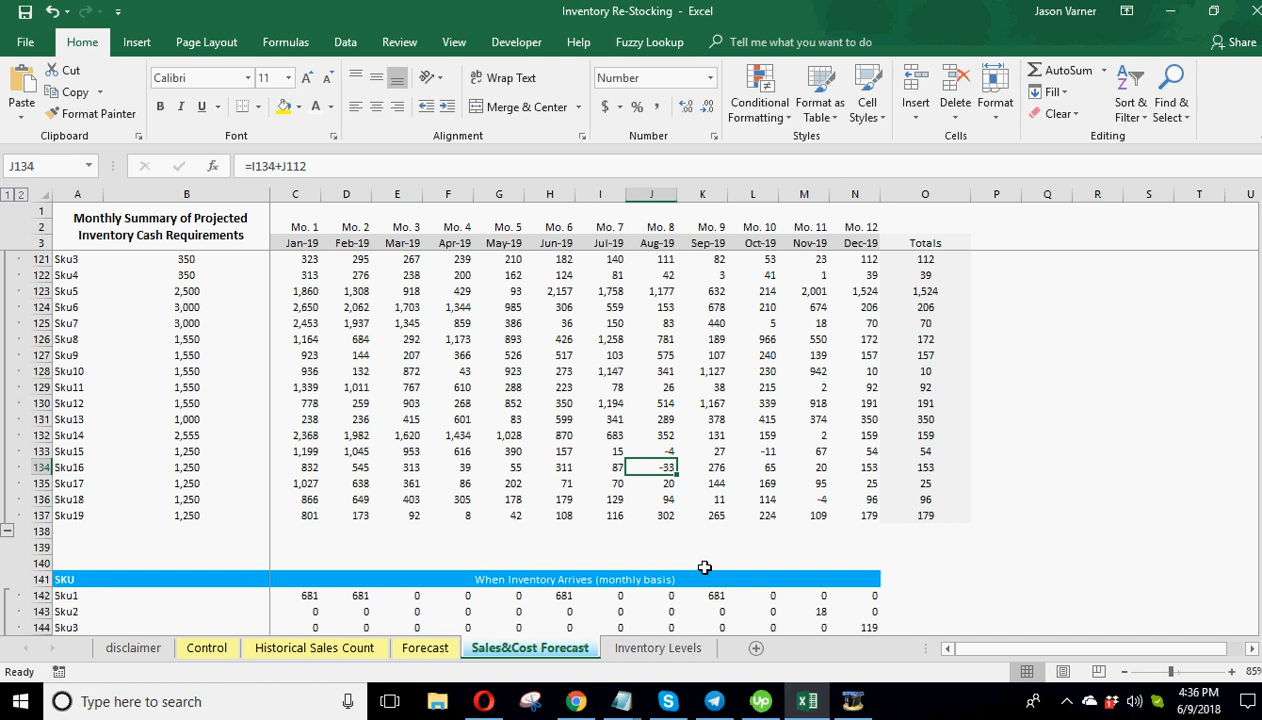 Inventory Re-Stocking - Excel
Jason Varner
File Home Insert Page Layout Formulas Data Review View Developer Help Fuzzy Lookup Tell me what you want to do Share
Paste
Cut
Copy
Format Painter
Clipboard
Calibri 11
B I U
Font
Wrap Text
Merge & Center
Alignment
Number
$ % ,
Number
Conditional Formatting
Format as Table
Cell Styles
Styles
Insert
Delete
Format
Cells
AutoSum
Fill
Clear
Sort & Filter
Find & Select
Editing
J134 fx =I134+J112
1 2 A B C D E F G H I J K L M N O P Q R S T U
1 Monthly Summary of Projected
2 Inventory Cash Requirements Mo. 1 Mo. 2 Mo. 3 Mo. 4 Mo. 5 Mo. 6 Mo. 7 Mo. 8 Mo. 9 Mo. 10 Mo. 11 Mo. 12
3 Jan-19 Feb-19 Mar-19 Apr-19 May-19 Jun-19 Jul-19 Aug-19 Sep-19 Oct-19 Nov-19 Dec-19 Totals
121 Sku3 350 323 295 267 239 210 182 140 111 82 53 23 112 112
122 Sku4 350 313 276 238 200 162 124 81 42 3 41 1 39 39
123 Sku5 2,500 1,860 1,308 918 429 93 2,157 1,758 1,177 632 214 2,001 1,524 1,524
124 Sku6 3,000 2,650 2,062 1,703 1,344 985 306 559 153 678 210 674 206 206
125 Sku7 3,000 2,453 1,937 1,345 859 386 36 150 83 440 5 18 70 70
126 Sku8 1,550 1,164 684 292 1,173 893 426 1,258 781 189 966 550 172 172
127 Sku9 1,550 923 144 207 366 526 517 103 575 107 240 139 157 157
128 Sku10 1,550 936 132 872 43 923 273 1,147 341 1,127 230 942 10 10
129 Sku11 1,550 1,339 1,011 767 610 288 223 78 26 38 215 2 92 92
130 Sku12 1,550 778 259 903 268 852 350 1,194 514 1,167 339 918 191 191
131 Sku13 1,000 238 236 415 601 83 599 341 289 378 415 374 350 350
132 Sku14 2,555 2,368 1,982 1,620 1,434 1,028 870 683 352 131 159 2 159 159
133 Sku15 1,250 1,199 1,045 953 616 390 157 15 -4 27 -11 67 54 54
134 Sku16 1,250 832 545 313 39 55 311 87 -33 276 65 20 153 153
135 Sku17 1,250 1,027 638 361 86 202 71 70 20 144 169 95 25 25
136 Sku18 1,250 866 649 403 305 178 179 129 94 11 114 -4 96 96
137 Sku19 1,250 801 173 92 8 42 108 116 302 265 224 109 179 179
138
139
140
141 SKU When Inventory Arrives (monthly basis)
142 Sku1 681 681 0 0 0 681 0 0 681 0 0 0
143 Sku2 0 0 0 0 0 0 0 0 0 0 18 0
144 Sku3 0 0 0 0 0 0 0 0 0 0 0 119
disclaimer Control Historical Sales Count Forecast Sales&Cost Forecast Inventory Levels
Ready 85%
Type here to search
4:36 PM
6/9/2018